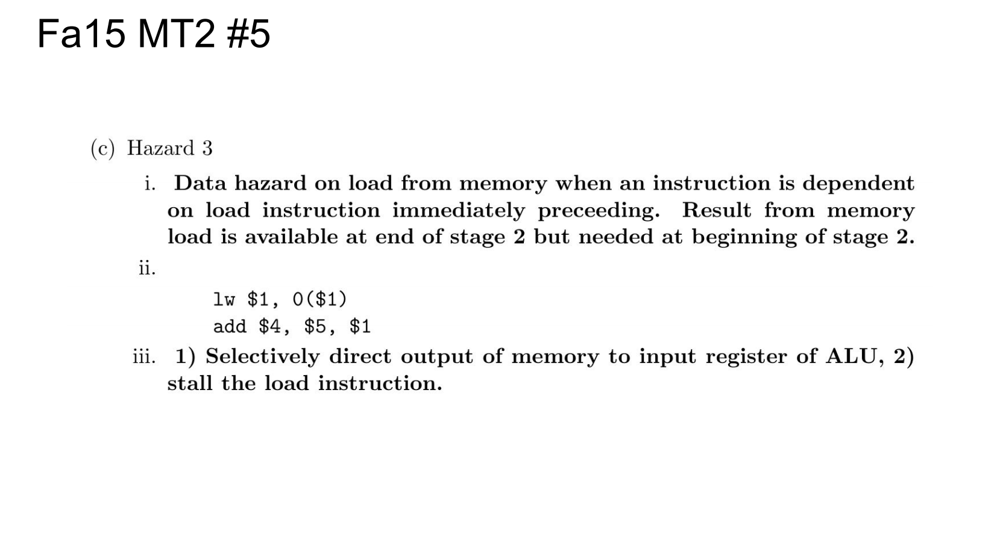 Fa15 MT2 #5
(c) Hazard 3
i. Data hazard on load from memory when an instruction is dependent
on load instruction immediately preceeding. Result from memory
load is available at end of stage 2 but needed at beginning of stage 2.
ii.
lw $1, 0($1)
add $4, $5, $1
iii. 1) Selectively direct output of memory to input register of ALU, 2)
stall the load instruction.